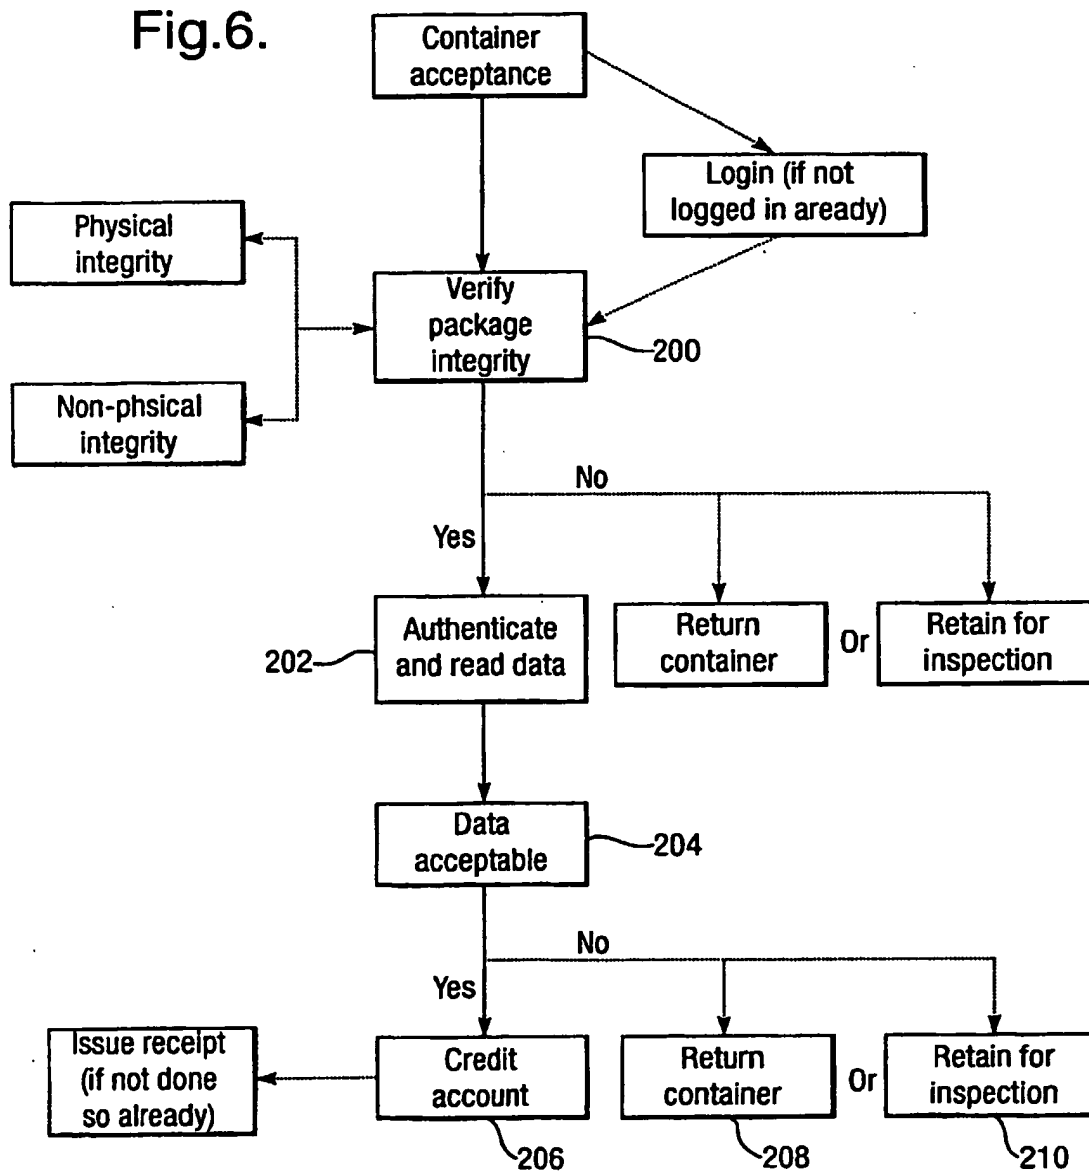 Fig.6.
Container
acceptance
Login (if not
logged in aready)
Physical
integrity
Verify
package
integrity
200
Non-phsical
integrity
No
Yes
202
Authenticate
and read data
Return
container
Or
Retain for
inspection
Data
acceptable
204
No
Yes
Issue receipt
(if not done
so already)
Credit
account
Return
container
Or
Retain for
inspection
206
208
210